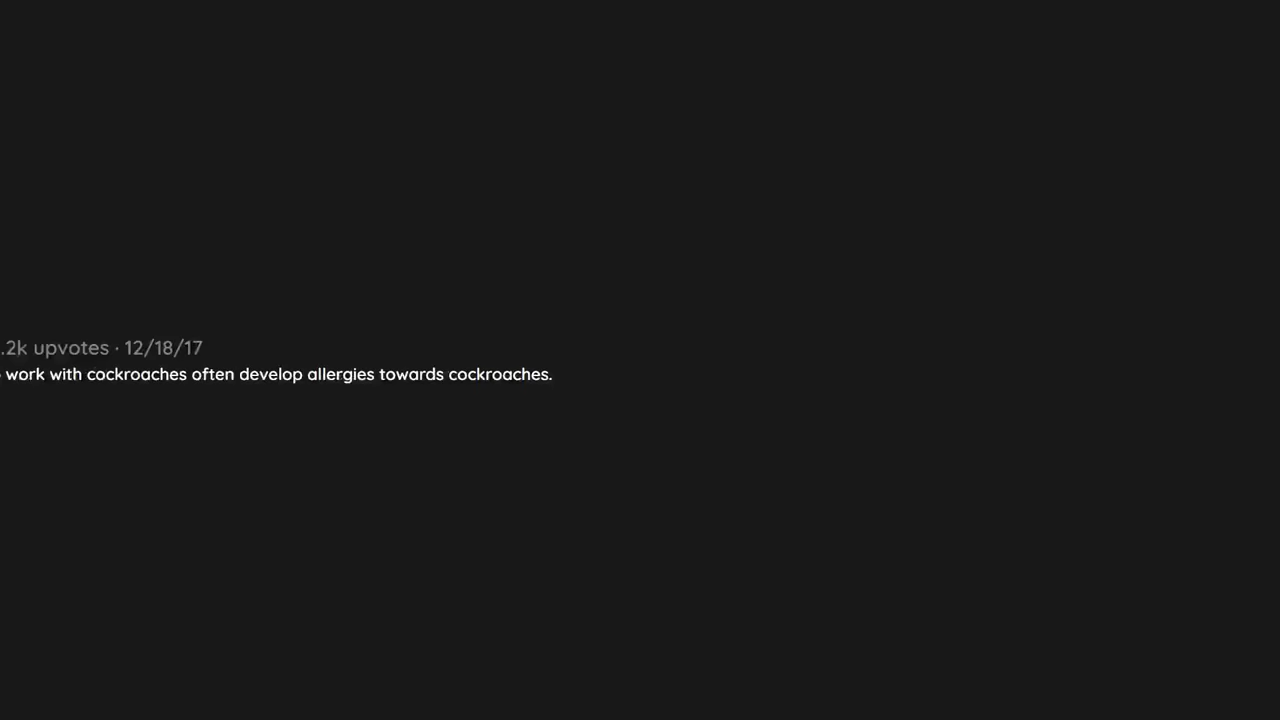 .2k upvotes · 12/18/17
work with cockroaches often develop allergies towards cockroaches.